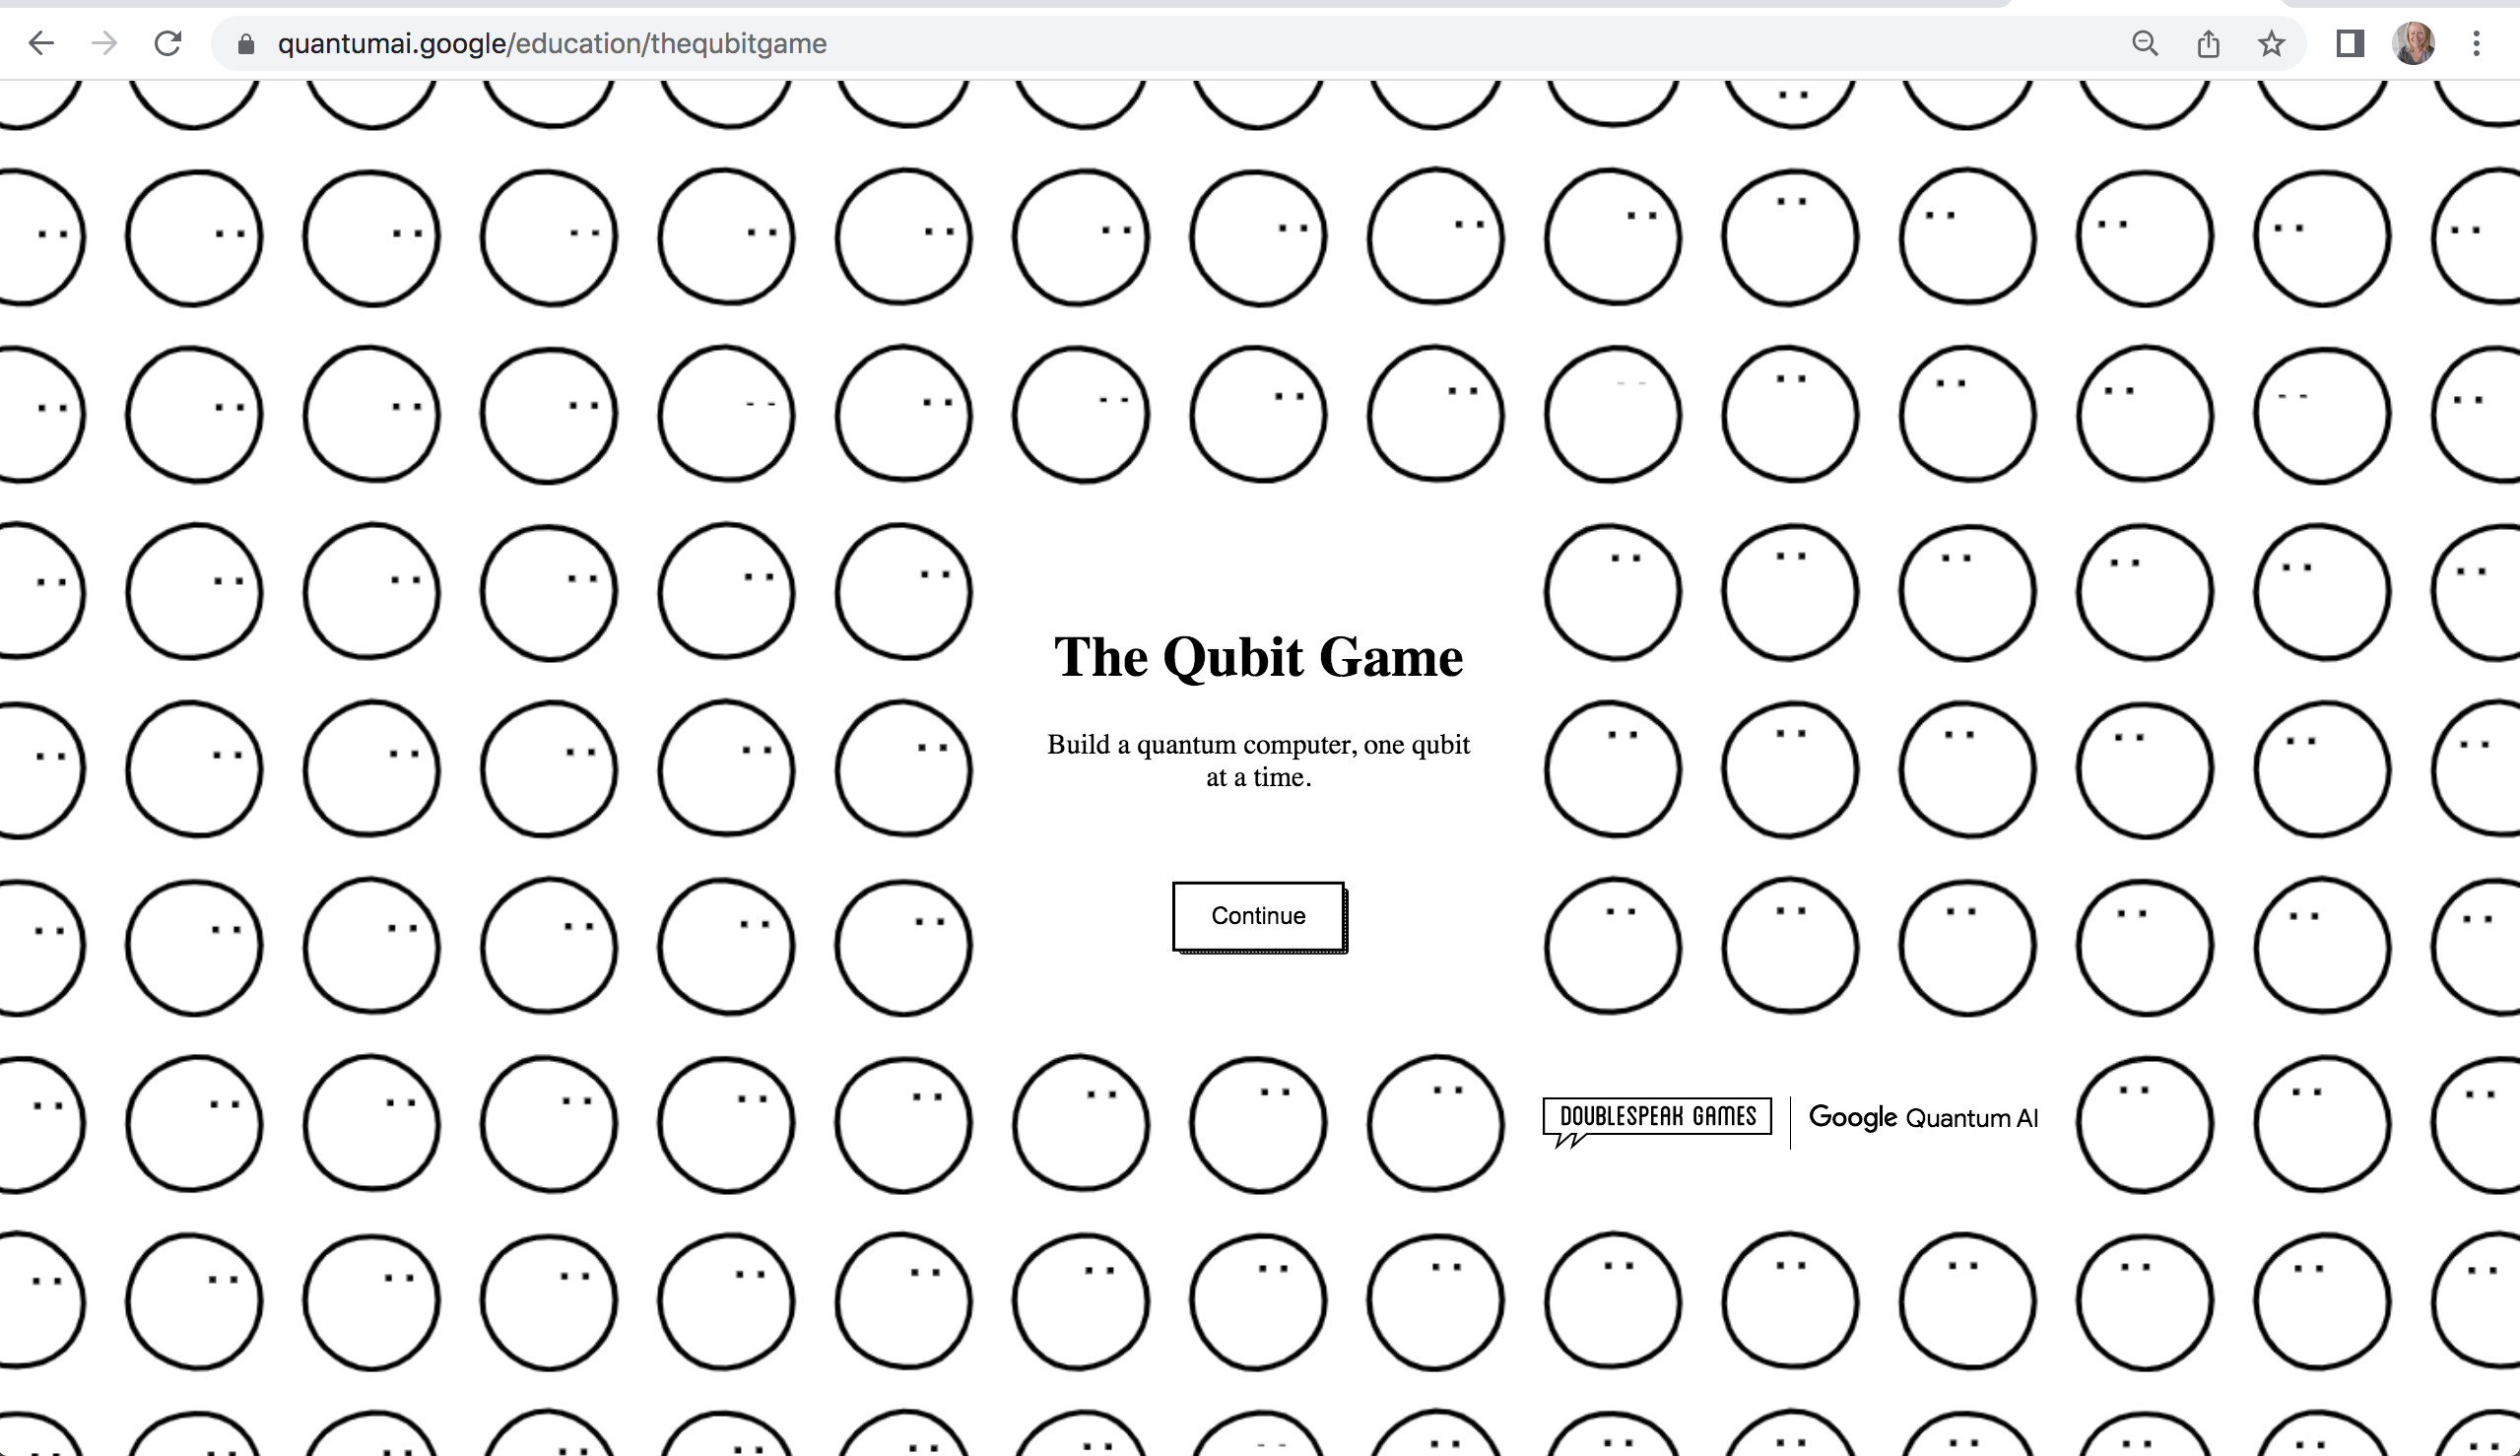 quantumai.google/education/thequbitgame
The Qubit Game
Build a quantum computer, one qubit
at a time.
Continue
DOUBLESPEAK GAMES
Google Quantum AI